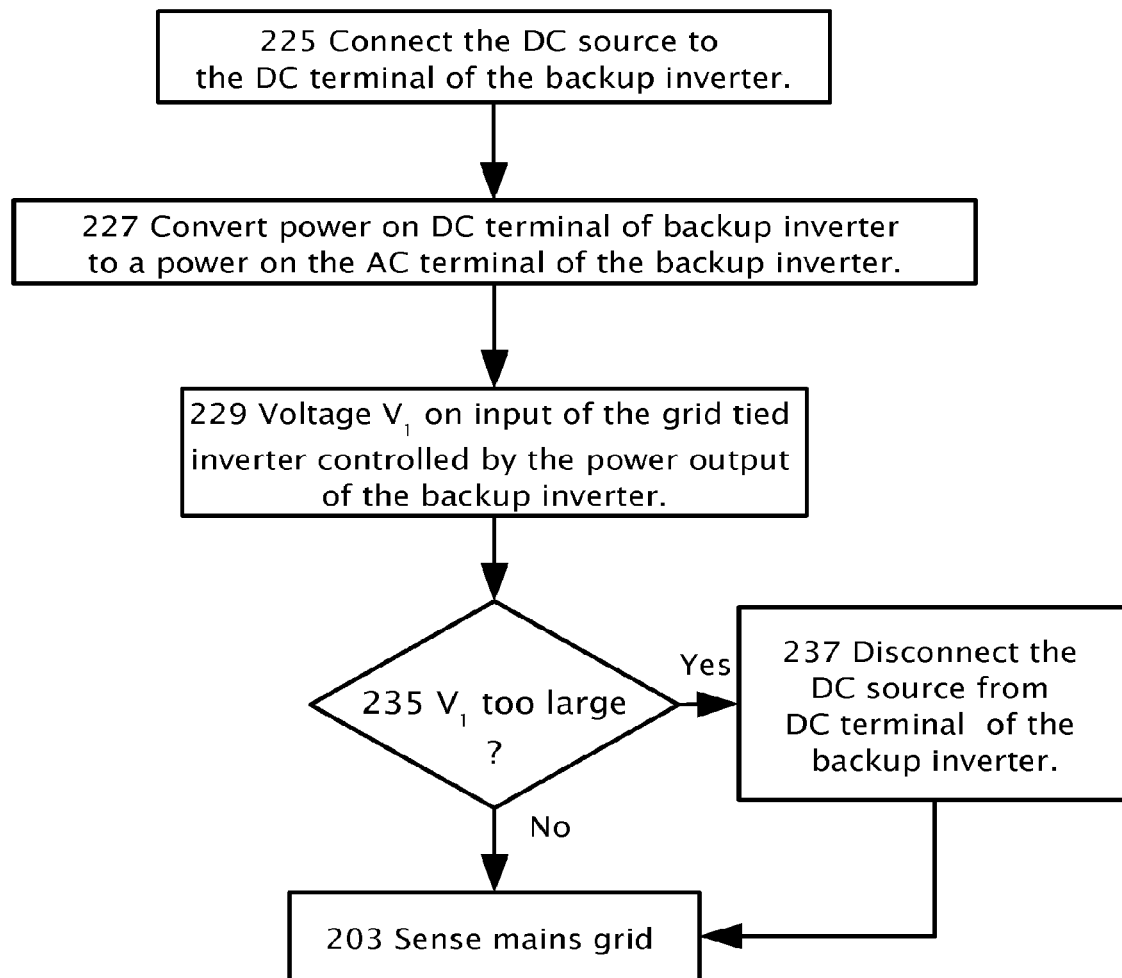 225 Connect the DC source to
the DC terminal of the backup inverter.
227 Convert power on DC terminal of backup inverter
to a power on the AC terminal of the backup inverter.
229 Voltage V₁ on input of the grid tied
inverter controlled by the power output
of the backup inverter.
235 V₁ too large
?
Yes
237 Disconnect the
DC source from
DC terminal of the
backup inverter.
No
203 Sense mains grid